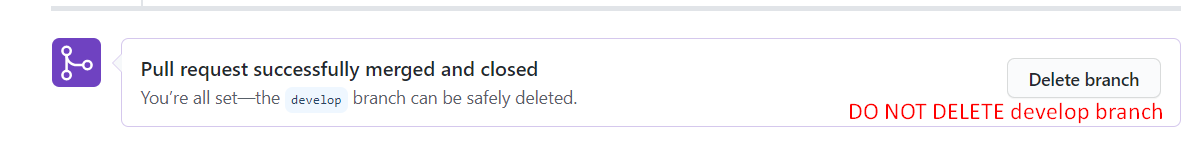 Pull request successfully merged and closed
Delete branch
You’re all set—the develop branch can be safely deleted.
DO NOT DELETE develop branch